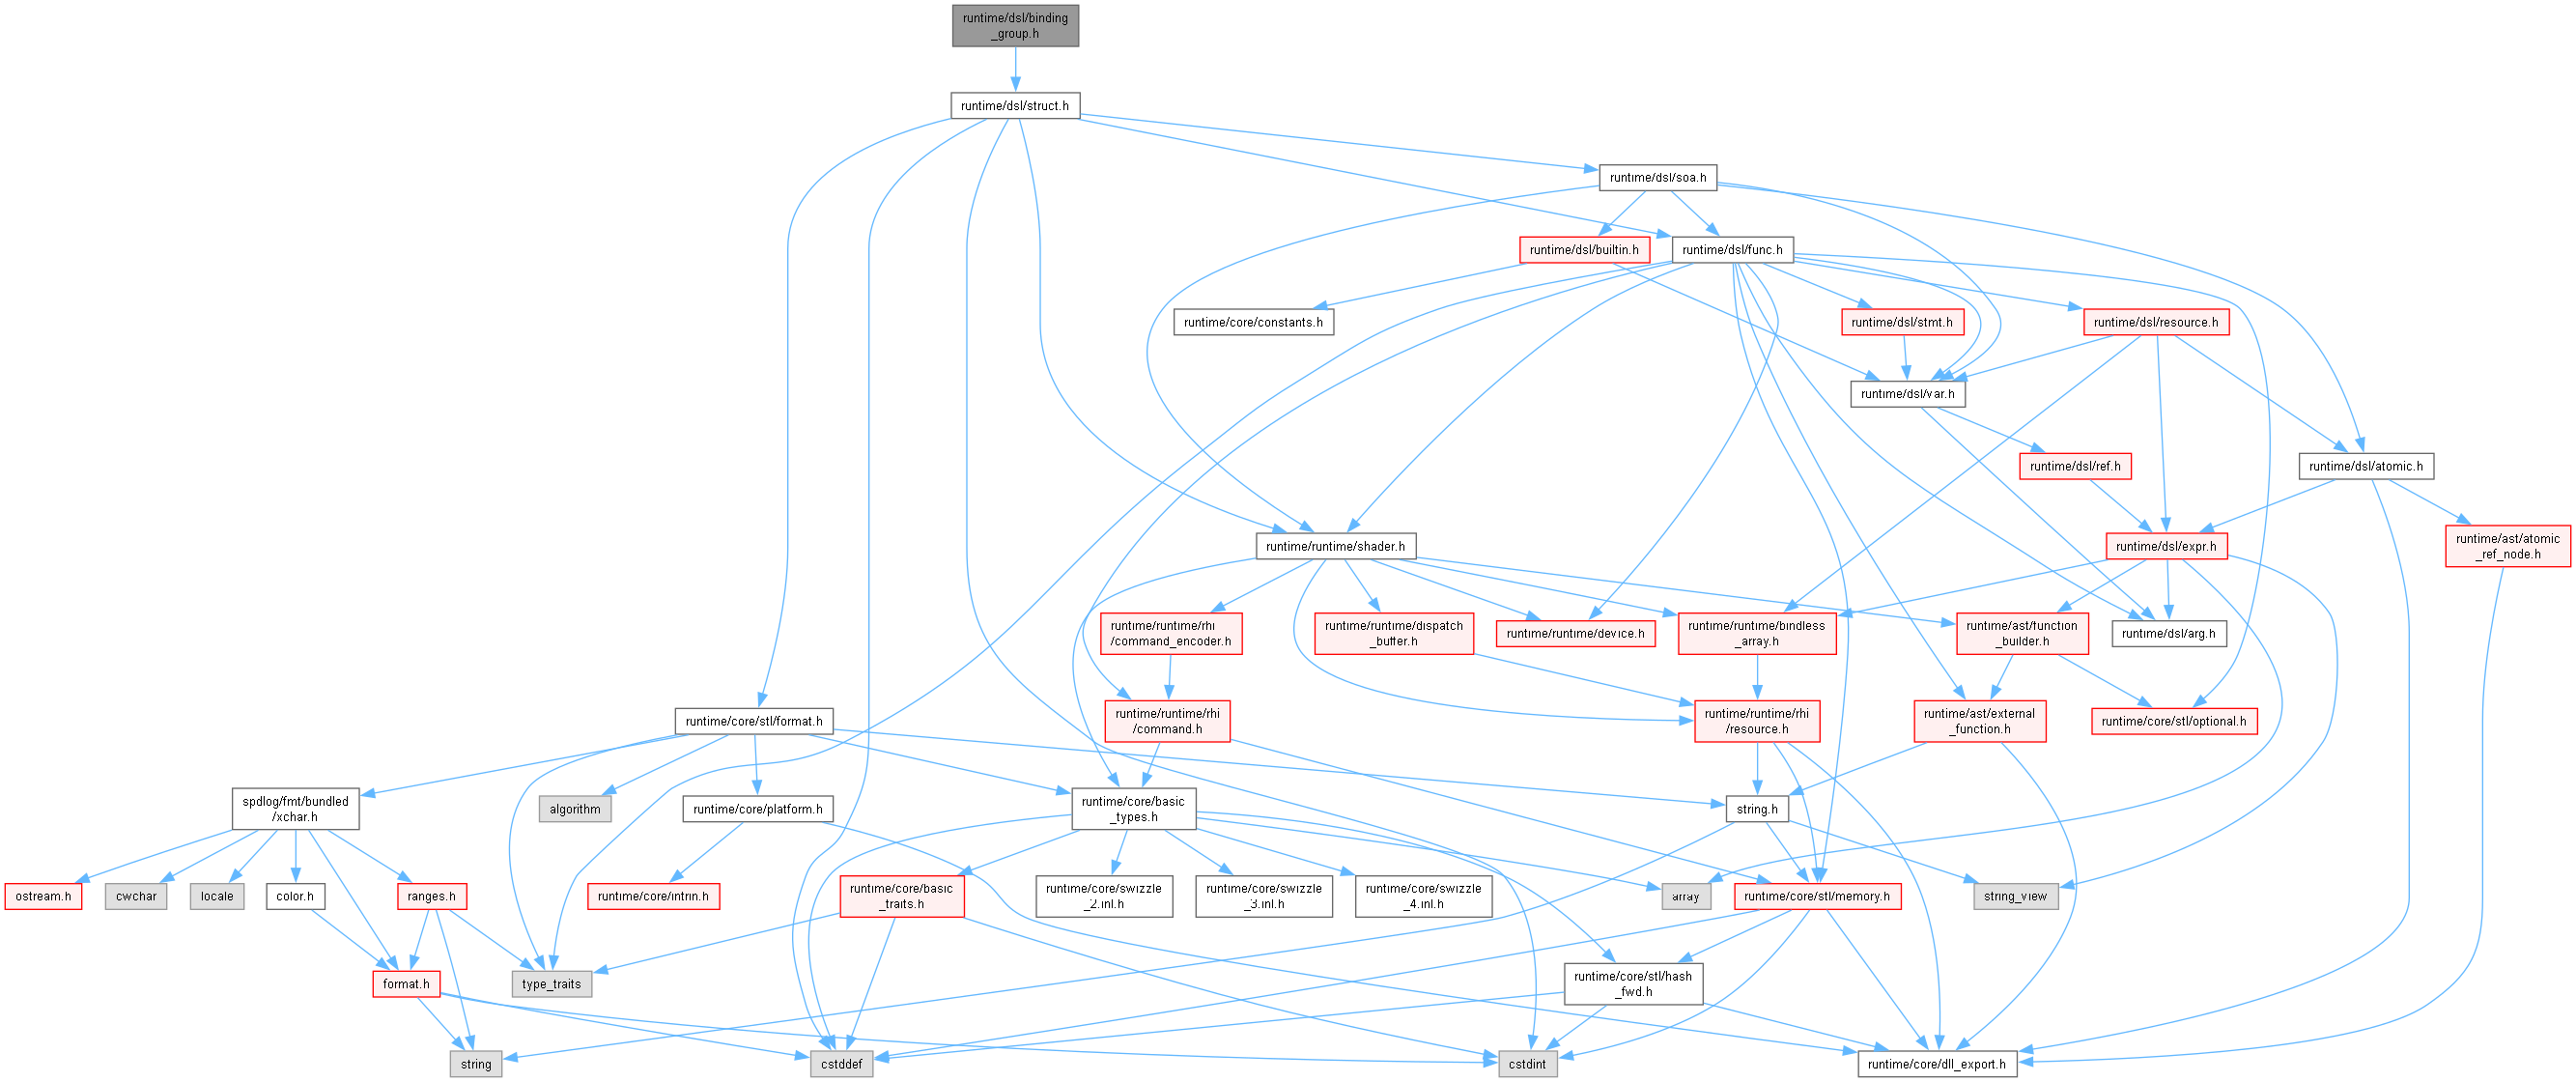 runtime/dsl/binding
_group.h
runtime/dsl/struct.h
runtime/dsl/soa.h
runtime/dsl/builtin.h
runtime/dsl/func.h
runtime/core/constants.h
runtime/dsl/stmt.h
runtime/dsl/resource.h
runtime/dsl/var.h
runtime/dsl/ref.h
runtime/dsl/atomic.h
runtime/runtime/shader.h
runtime/dsl/expr.h
runtime/ast/atomic
_ref_node.h
runtime/runtime/rhi
/command_encoder.h
runtime/runtime/dispatch
_buffer.h
runtime/runtime/device.h
runtime/runtime/bindless
_array.h
runtime/ast/function
_builder.h
runtime/dsl/arg.h
runtime/core/stl/format.h
runtime/runtime/rhi
/command.h
runtime/runtime/rhi
/resource.h
runtime/ast/external
_function.h
runtime/core/stl/optional.h
spdlog/fmt/bundled
/xchar.h
algorithm
runtime/core/platform.h
runtime/core/basic
_types.h
string.h
ostream.h
cwchar
locale
color.h
ranges.h
runtime/core/intrin.h
runtime/core/basic
_traits.h
runtime/core/swizzle
_2.inl.h
runtime/core/swizzle
_3.inl.h
runtime/core/swizzle
_4.inl.h
array
runtime/core/stl/memory.h
string_view
format.h
type_traits
runtime/core/stl/hash
_fwd.h
string
cstddef
cstdint
runtime/core/dll_export.h